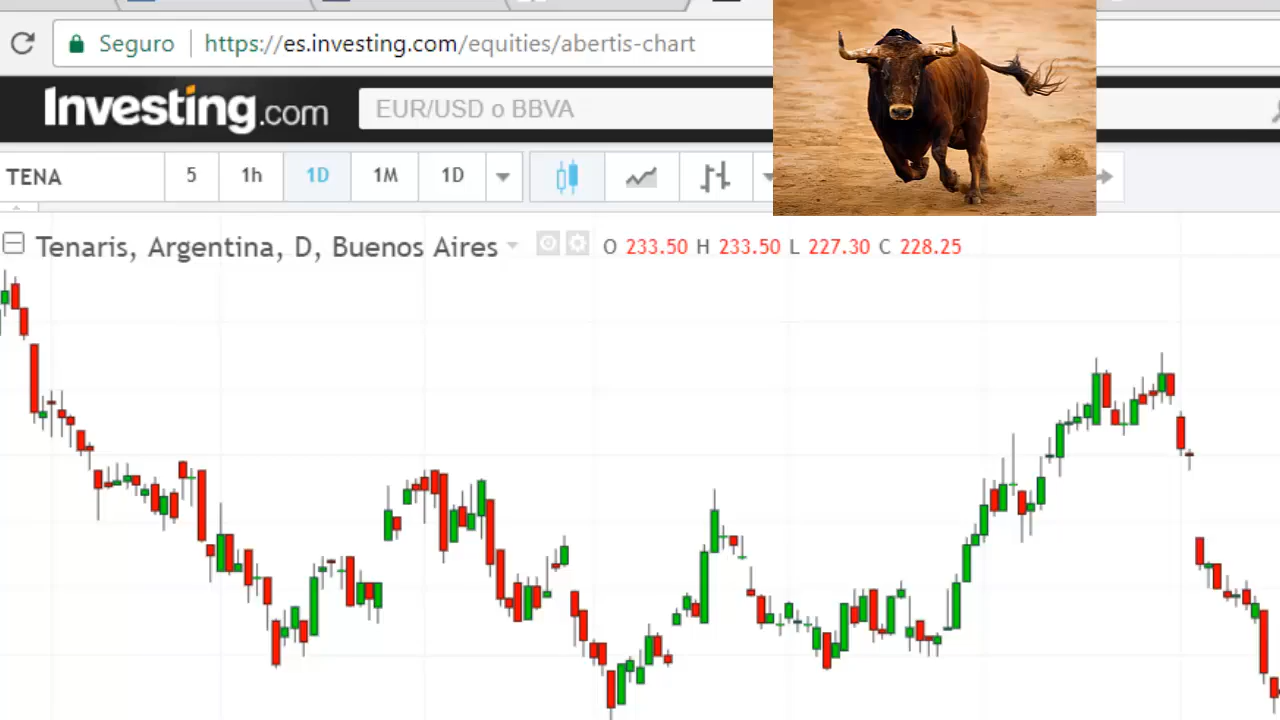 Seguro https://es.investing.com/equities/abertis-chart
Investing.com EUR/USD o BBVA
TENA 5 1h 1D 1M 1D
Tenaris, Argentina, D, Buenos Aires O 233.50 H 233.50 L 227.30 C 228.25